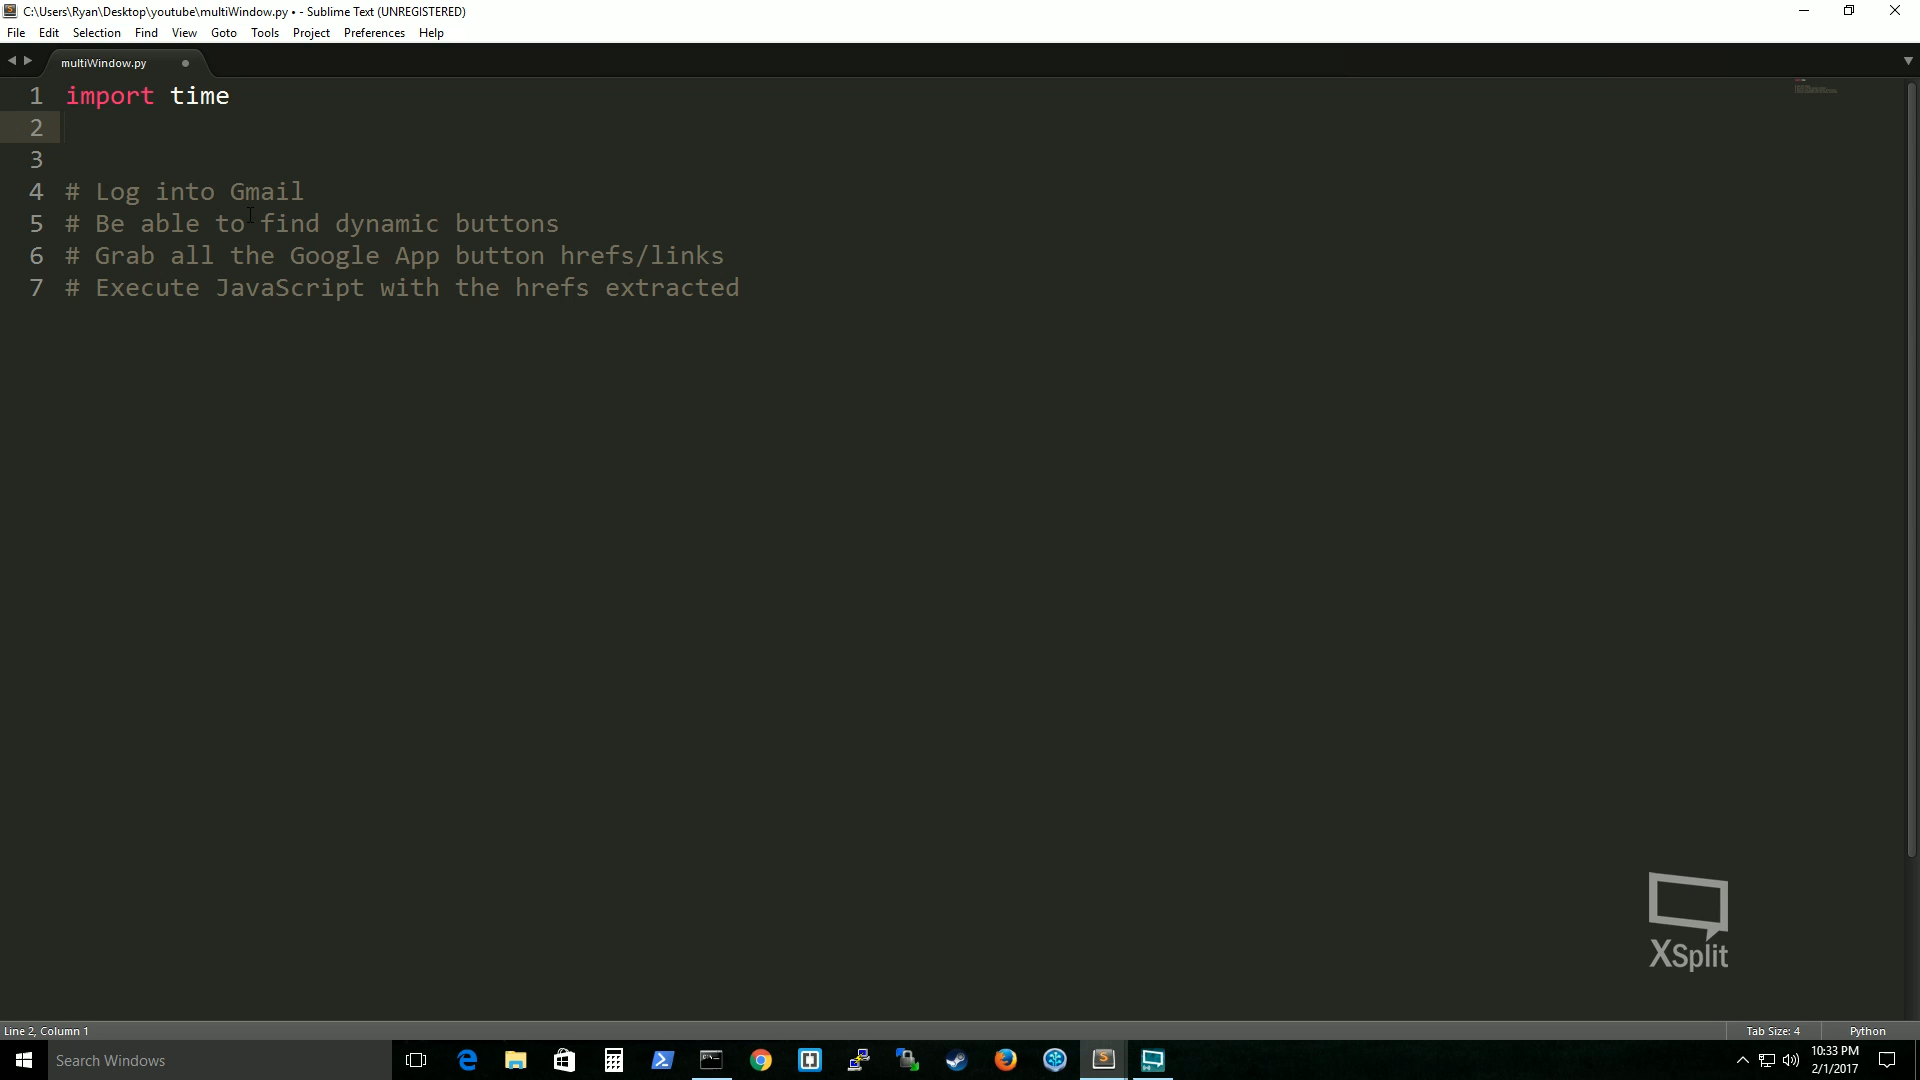 C:\Users\Ryan\Desktop\youtube\multiWindow.py • - Sublime Text (UNREGISTERED)
File Edit Selection Find View Goto Tools Project Preferences Help
multiWindow.py
1 import time
2
3
4 # Log into Gmail
5 # Be able to find dynamic buttons
6 # Grab all the Google App button hrefs/links
7 # Execute JavaScript with the hrefs extracted
XSplit
Line 2, Column 1 Tab Size: 4 Python
Search Windows 10:33 PM
2/1/2017